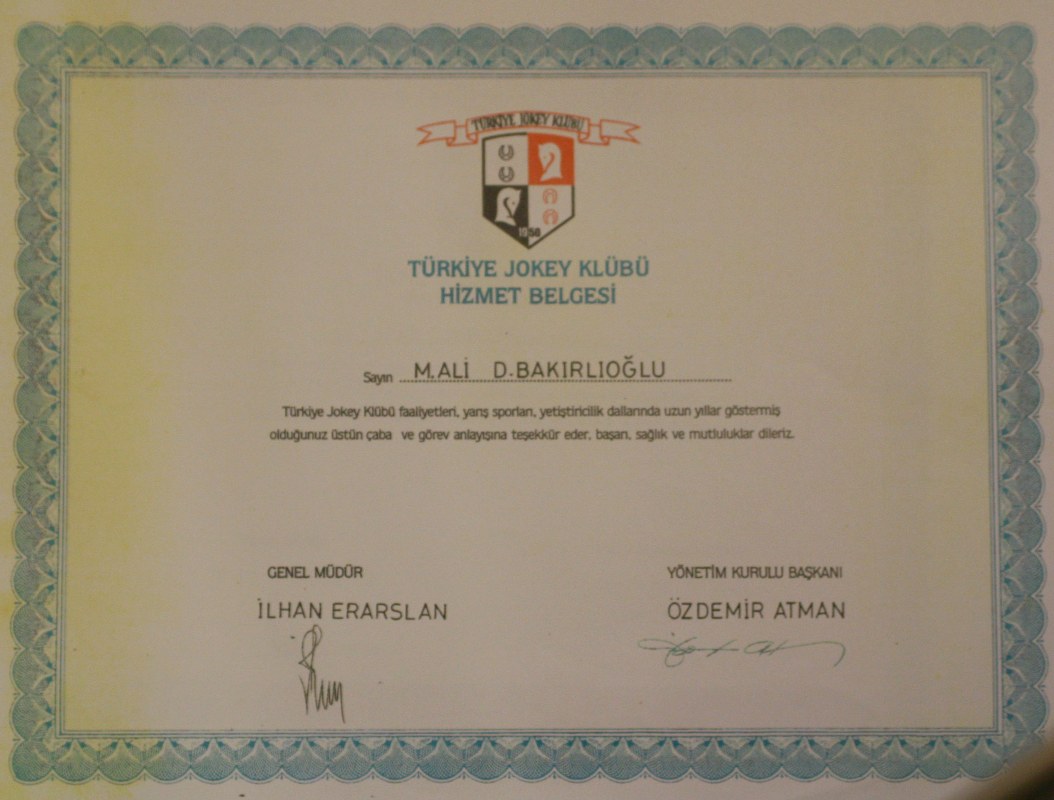 TÜRKİYE JOKEY KLÜBÜ
1950
TÜRKİYE JOKEY KLÜBÜ
HİZMET BELGESİ
Sayın M.ALİ D.BAKIRLIOĞLU
Türkiye Jokey Klübü faaliyetleri, yarış sporları, yetiştiricilik dallarında uzun yıllar göstermiş
olduğunuz üstün çaba ve görev anlayışına teşekkür eder, başarı, sağlık ve mutluluklar dileriz.
GENEL MÜDÜR
YÖNETİM KURULU BAŞKANI
İLHAN ERARSLAN
ÖZDEMİR ATMAN